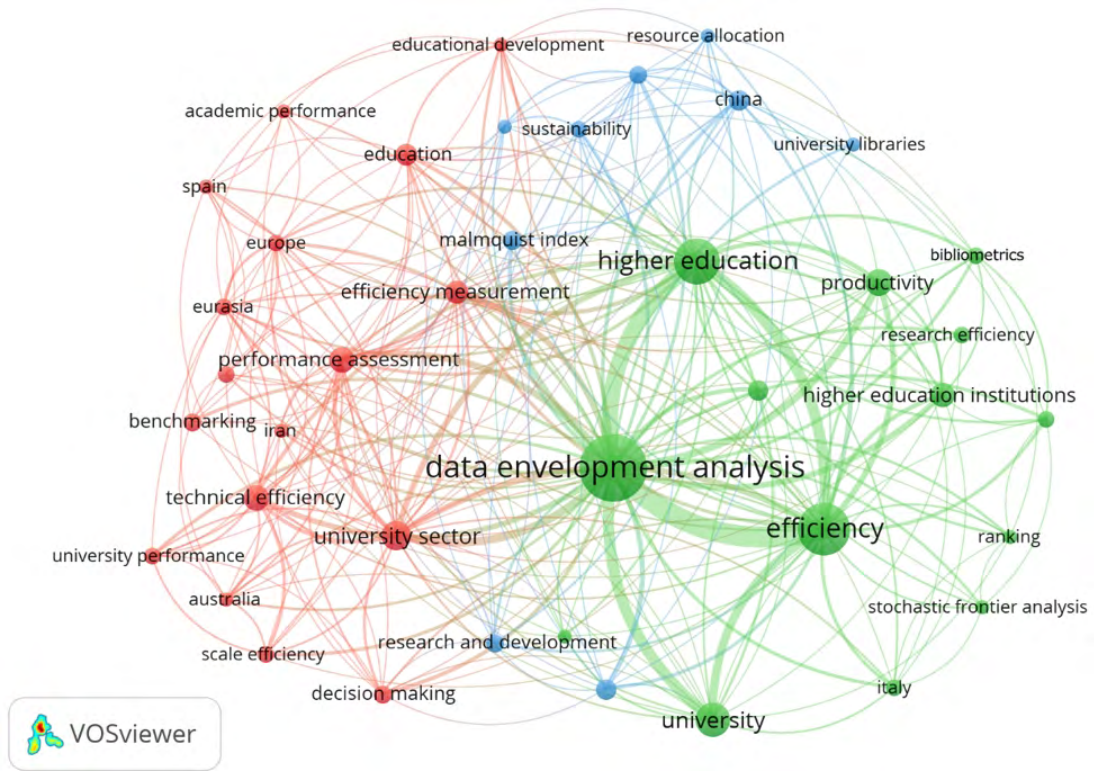 resource allocation
educational development
china
academic performance
sustainability
university libraries
education
spain
europe
malmquist index
higher education
bibliometrics
productivity
efficiency measurement
eurasia
research efficiency
performance assessment
higher education institutions
benchmarking
iran
data envelopment analysis
technical efficiency
efficiency
university sector
ranking
university performance
australia
stochastic frontier analysis
research and development
scale efficiency
italy
decision making
university
VOSviewer